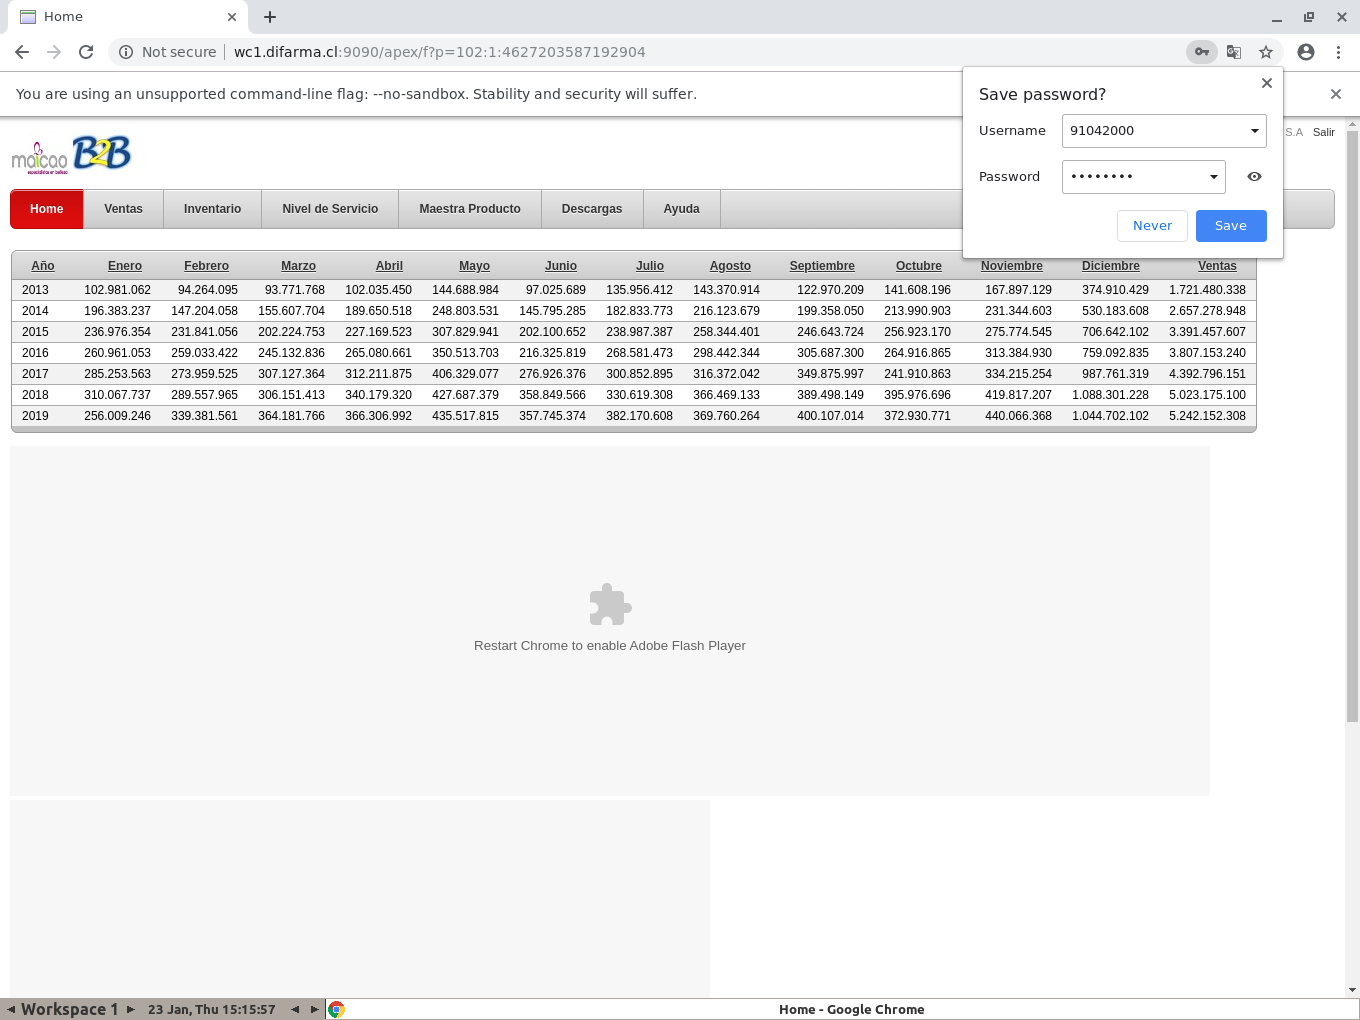 Home
Not secure wc1.difarma.cl:9090/apex/f?p=102:1:4627203587192904
You are using an unsupported command-line flag: --no-sandbox. Stability and security will suffer.
Save password?
Username 91042000
Password ••••••••
Never Save
S.A Salir
maicao B2B
Home Ventas Inventario Nivel de Servicio Maestra Producto Descargas Ayuda
Año Enero Febrero Marzo Abril Mayo Junio Julio Agosto Septiembre Octubre Noviembre Diciembre Ventas
2013 102.981.062 94.264.095 93.771.768 102.035.450 144.688.984 97.025.689 135.956.412 143.370.914 122.970.209 141.608.196 167.897.129 374.910.429 1.721.480.338
2014 196.383.237 147.204.058 155.607.704 189.650.518 248.803.531 145.795.285 182.833.773 216.123.679 199.358.050 213.990.903 231.344.603 530.183.608 2.657.278.948
2015 236.976.354 231.841.056 202.224.753 227.169.523 307.829.941 202.100.652 238.987.387 258.344.401 246.643.724 256.923.170 275.774.545 706.642.102 3.391.457.607
2016 260.961.053 259.033.422 245.132.836 265.080.661 350.513.703 216.325.819 268.581.473 298.442.344 305.687.300 264.916.865 313.384.930 759.092.835 3.807.153.240
2017 285.253.563 273.959.525 307.127.364 312.211.875 406.329.077 276.926.376 300.852.895 316.372.042 349.875.997 241.910.863 334.215.254 987.761.319 4.392.796.151
2018 310.067.737 289.557.965 306.151.413 340.179.320 427.687.379 358.849.566 330.619.308 366.469.133 389.498.149 395.976.696 419.817.207 1.088.301.228 5.023.175.100
2019 256.009.246 339.381.561 364.181.766 366.306.992 435.517.815 357.745.374 382.170.608 369.760.264 400.107.014 372.930.771 440.066.368 1.044.702.102 5.242.152.308
Restart Chrome to enable Adobe Flash Player
Workspace 1 23 Jan, Thu 15:15:57 Home - Google Chrome